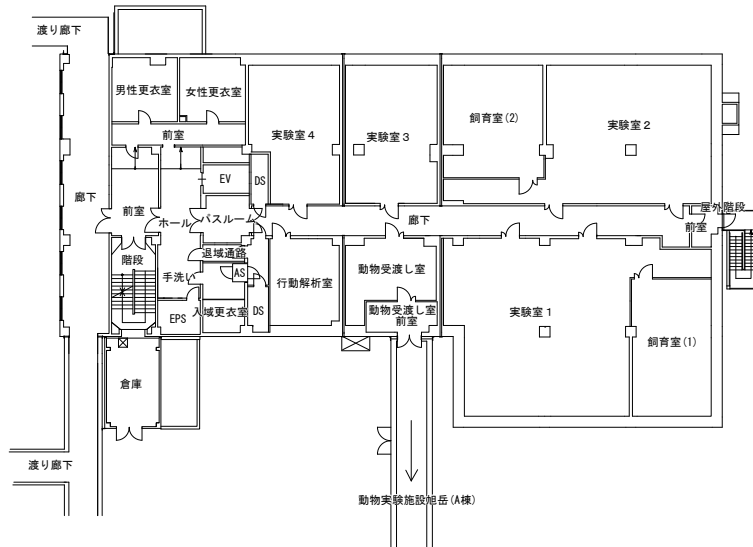 渡り廊下
男性更衣室
女性更衣室
前室
実験室4
実験室3
飼育室(2)
実験室2
廊下
前室
EV
DS
ホール
パスルーム
廊下
前室
屋外階段
階段
退域通路
手洗い
AS
行動解析室
動物受渡し室
EPS
入域更衣室
DS
動物受渡し室
前室
実験室1
飼育室(1)
倉庫
渡り廊下
動物実験施設旭岳(A棟)